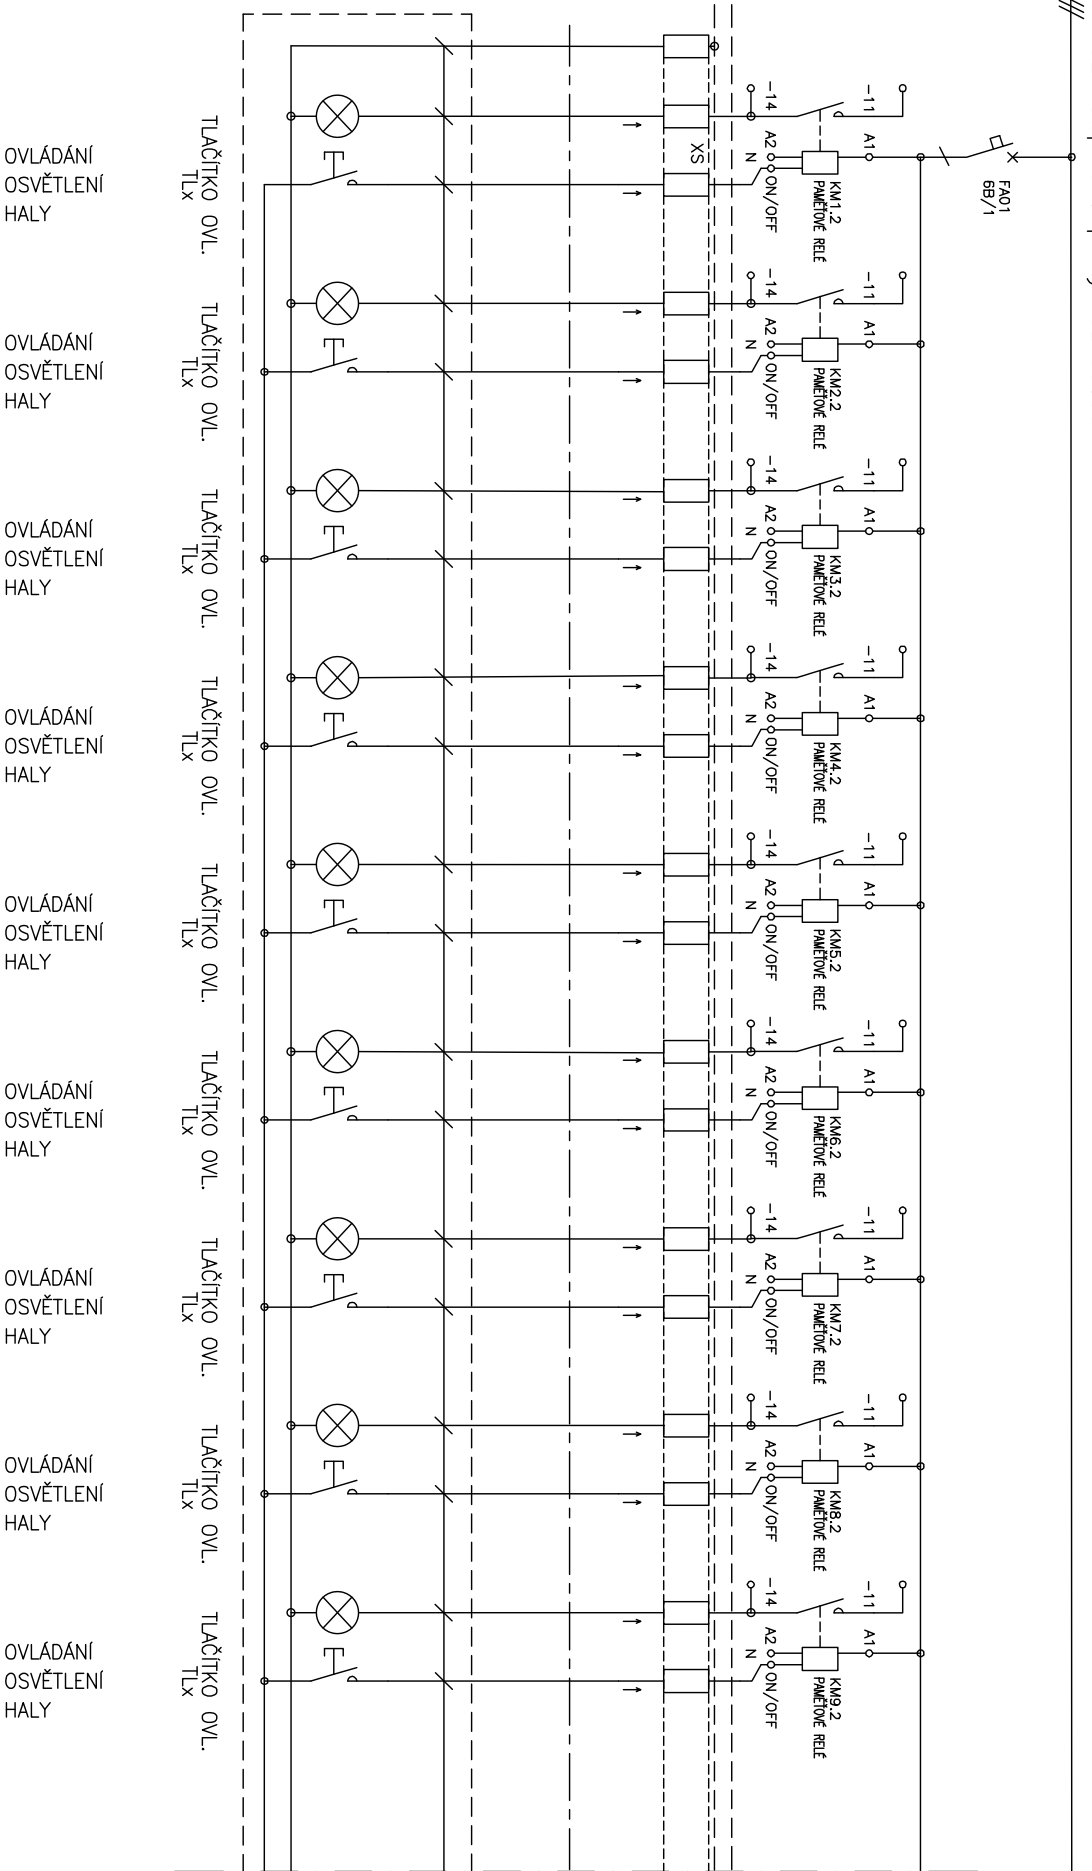 FA01
6B/1
-14
-11
A2
A1
N
ON/OFF
KM1.2
PAMĚŤOVÉ RELÉ
XS
TLAČÍTKO OVL.
TLx
OVLÁDÁNÍ
OSVĚTLENÍ
HALY
-14
-11
A2
A1
N
ON/OFF
KM2.2
PAMĚŤOVÉ RELÉ
TLAČÍTKO OVL.
TLx
OVLÁDÁNÍ
OSVĚTLENÍ
HALY
-14
-11
A2
A1
N
ON/OFF
KM3.2
PAMĚŤOVÉ RELÉ
TLAČÍTKO OVL.
TLx
OVLÁDÁNÍ
OSVĚTLENÍ
HALY
-14
-11
A2
A1
N
ON/OFF
KM4.2
PAMĚŤOVÉ RELÉ
TLAČÍTKO OVL.
TLx
OVLÁDÁNÍ
OSVĚTLENÍ
HALY
-14
-11
A2
A1
N
ON/OFF
KM5.2
PAMĚŤOVÉ RELÉ
TLAČÍTKO OVL.
TLx
OVLÁDÁNÍ
OSVĚTLENÍ
HALY
-14
-11
A2
A1
N
ON/OFF
KM6.2
PAMĚŤOVÉ RELÉ
TLAČÍTKO OVL.
TLx
OVLÁDÁNÍ
OSVĚTLENÍ
HALY
-14
-11
A2
A1
N
ON/OFF
KM7.2
PAMĚŤOVÉ RELÉ
TLAČÍTKO OVL.
TLx
OVLÁDÁNÍ
OSVĚTLENÍ
HALY
-14
-11
A2
A1
N
ON/OFF
KM8.2
PAMĚŤOVÉ RELÉ
TLAČÍTKO OVL.
TLx
OVLÁDÁNÍ
OSVĚTLENÍ
HALY
-14
-11
A2
A1
N
ON/OFF
KM9.2
PAMĚŤOVÉ RELÉ
TLAČÍTKO OVL.
TLx
OVLÁDÁNÍ
OSVĚTLENÍ
HALY